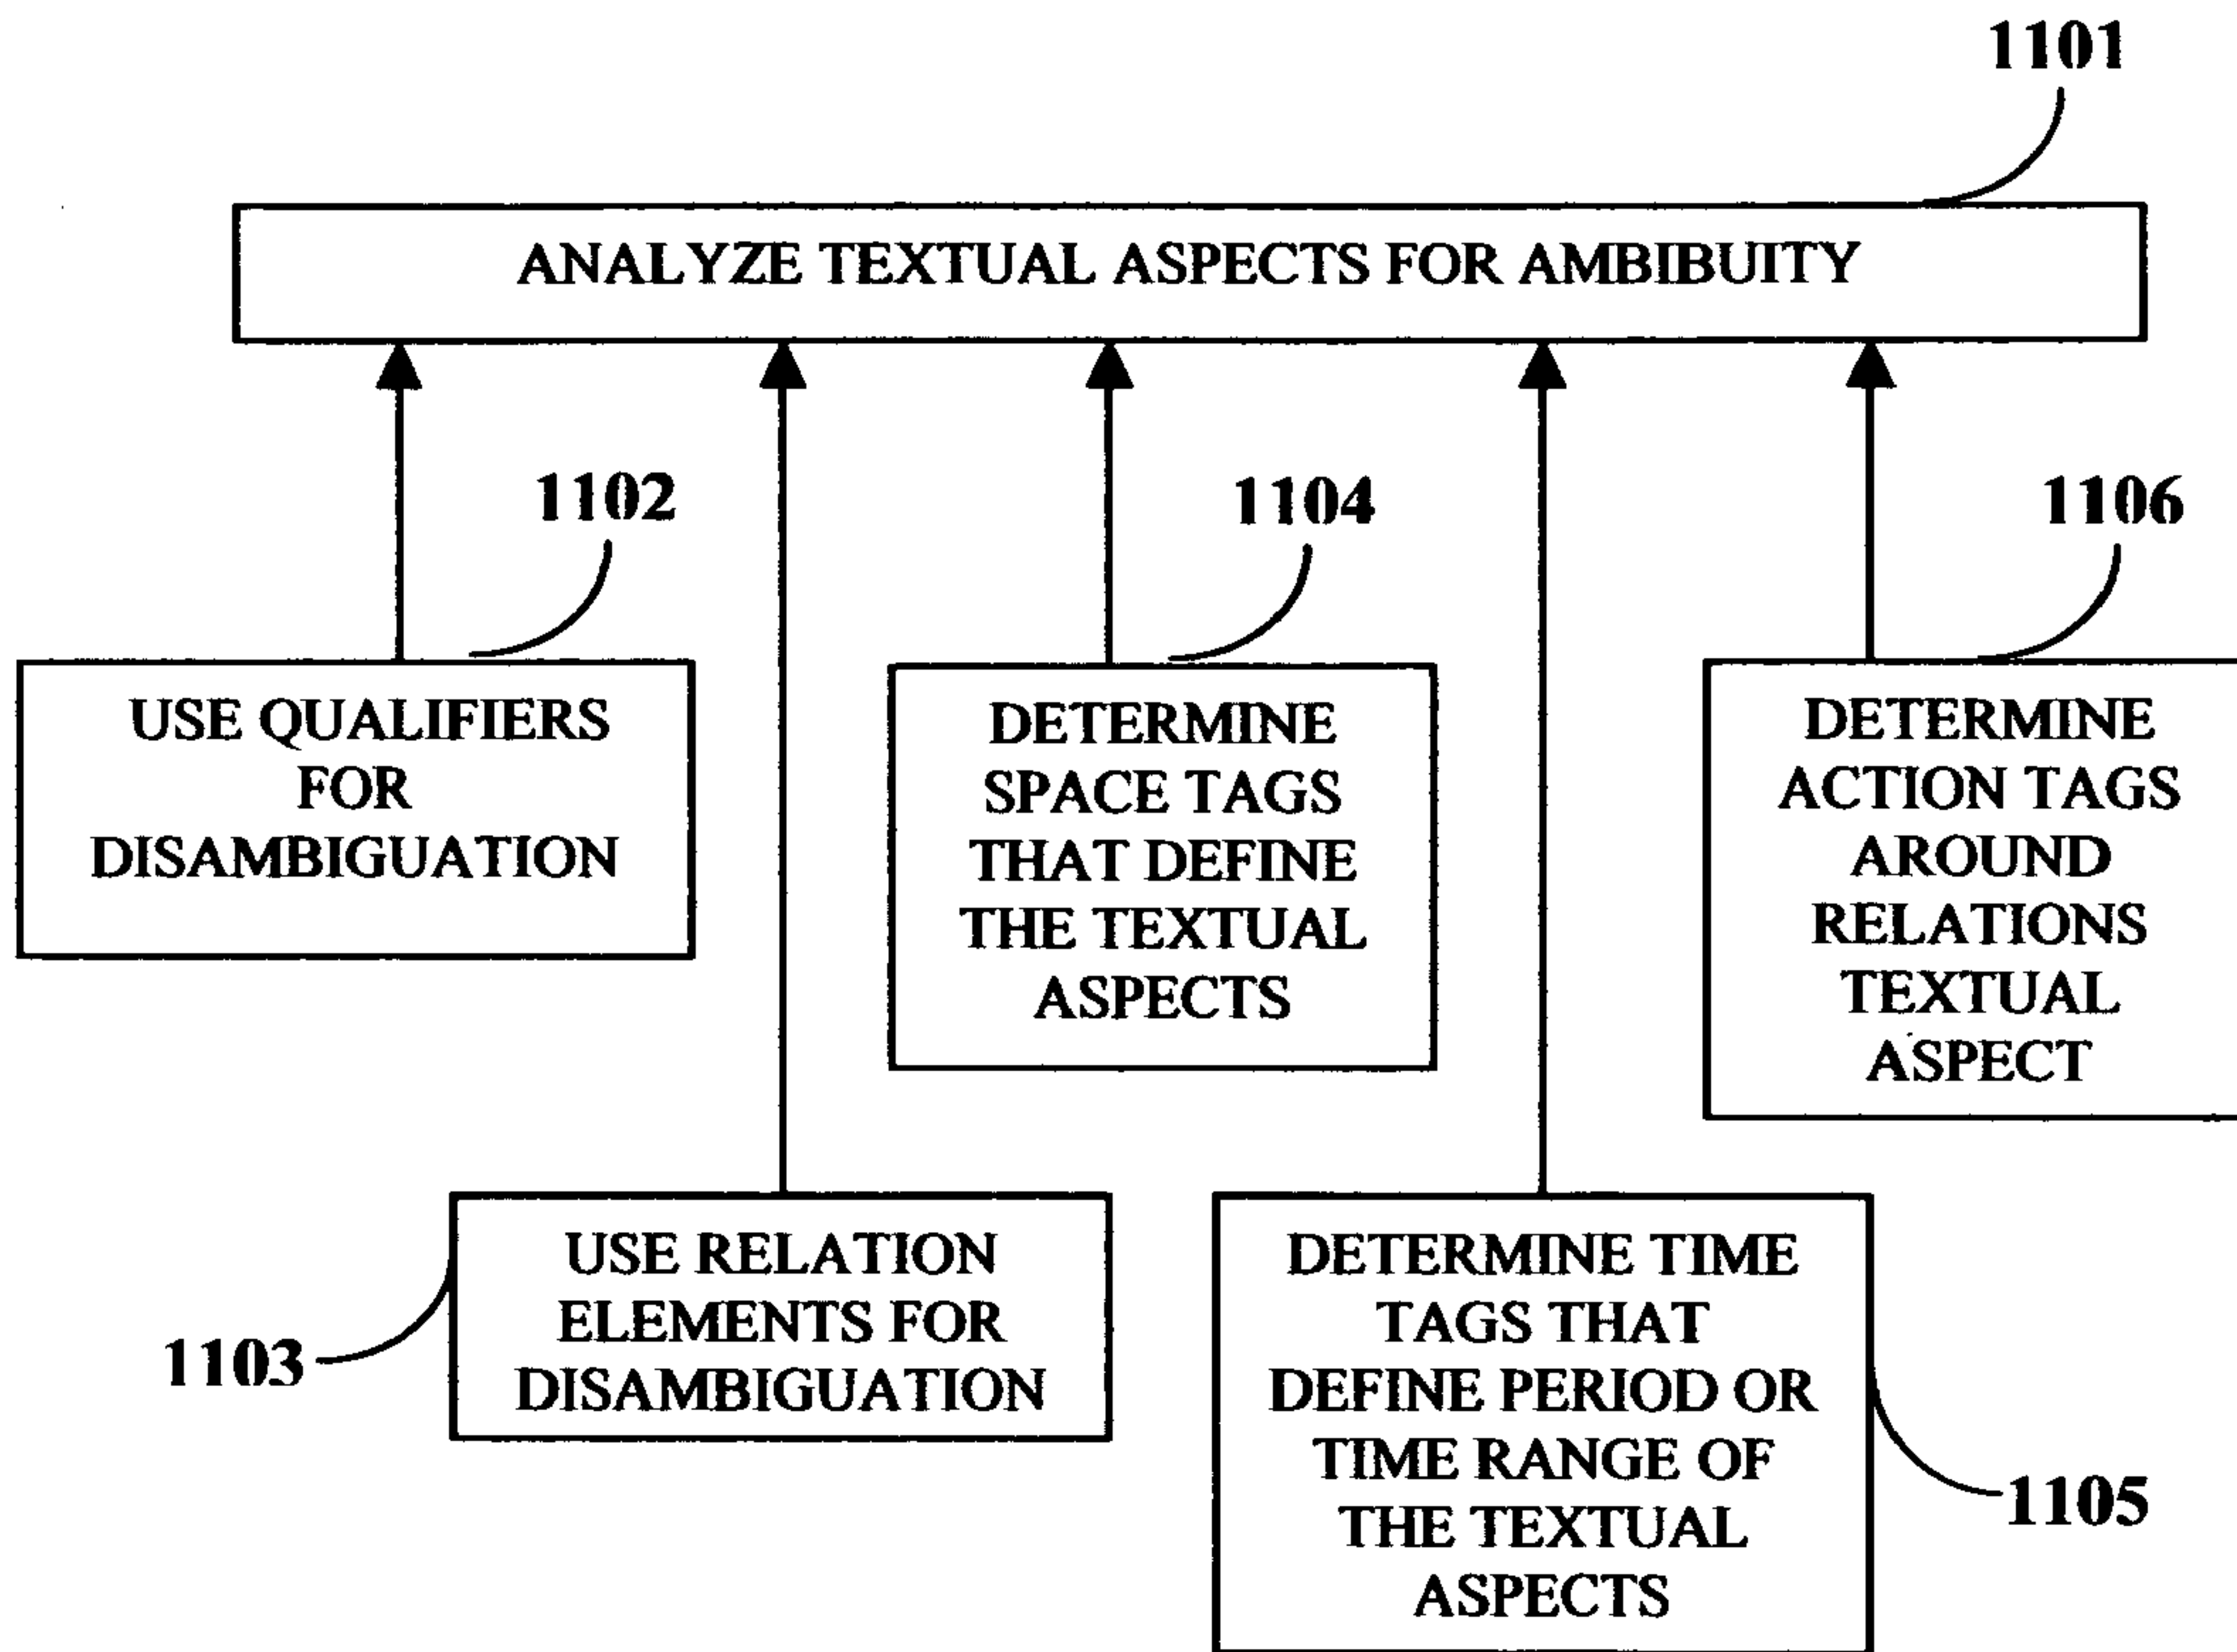 1101
ANALYZE TEXTUAL ASPECTS FOR AMBIBUITY
1102
USE QUALIFIERS
FOR
DISAMBIGUATION
1104
DETERMINE
SPACE TAGS
THAT DEFINE
THE TEXTUAL
ASPECTS
1106
DETERMINE
ACTION TAGS
AROUND
RELATIONS
TEXTUAL
ASPECT
1103
USE RELATION
ELEMENTS FOR
DISAMBIGUATION
DETERMINE TIME
TAGS THAT
DEFINE PERIOD OR
TIME RANGE OF
THE TEXTUAL
ASPECTS
1105